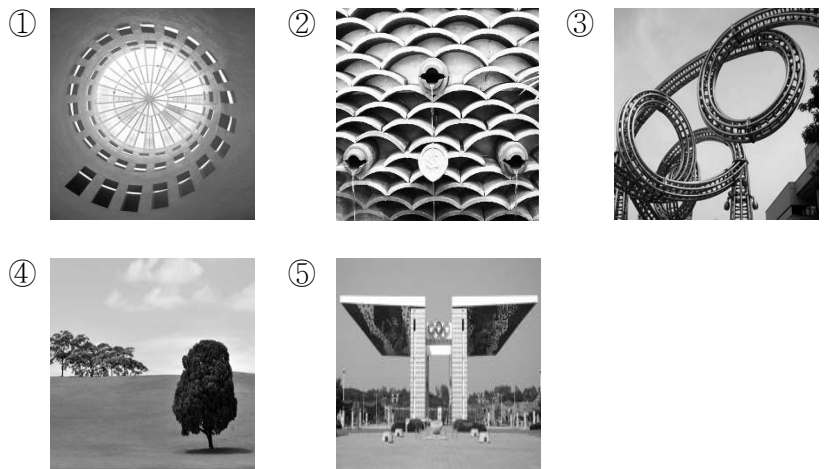 ① ② ③
④ ⑤